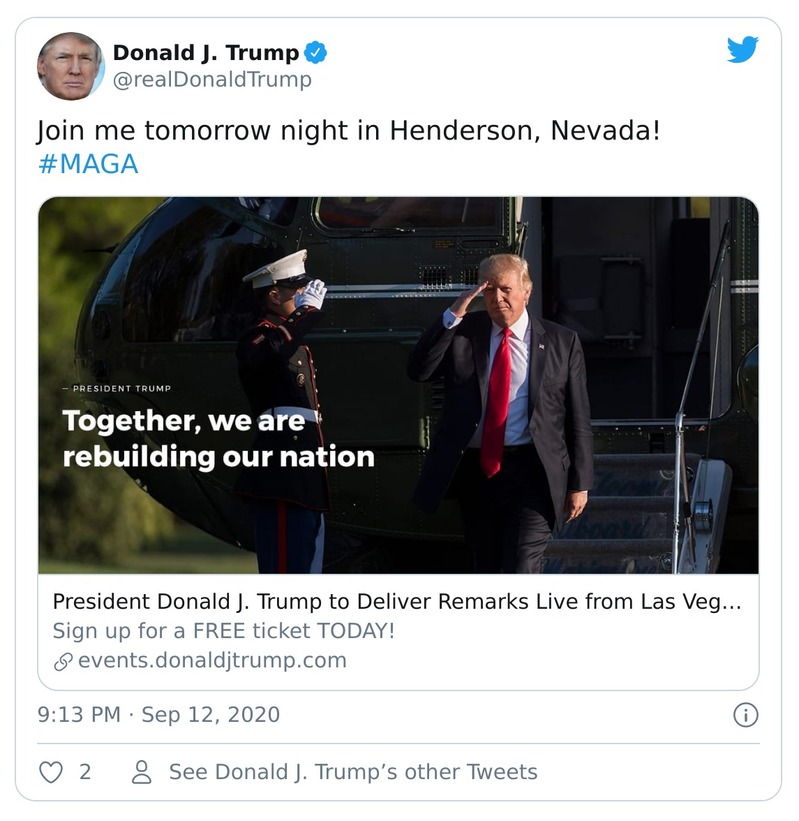 Donald J. Trump
@realDonaldTrump
Join me tomorrow night in Henderson, Nevada!
#MAGA
– PRESIDENT TRUMP
Together, we are
rebuilding our nation
President Donald J. Trump to Deliver Remarks Live from Las Veg…
Sign up for a FREE ticket TODAY!
events.donaldjtrump.com
9:13 PM · Sep 12, 2020
2
See Donald J. Trump’s other Tweets